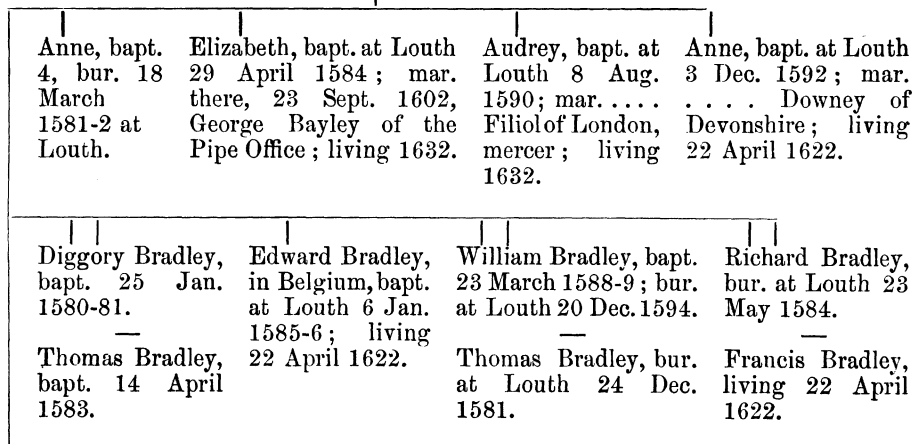 Anne, bapt.
4, bur. 18
March
1581-2 at
Louth.
Elizabeth, bapt. at Louth
29 April 1584 ; mar.
there, 23 Sept. 1602,
George Bayley of the
Pipe Office ; living 1632.
Audrey, bapt. at
Louth 8 Aug.
1590; mar. . . . .
Filiol of London,
mercer ; living
1632.
Anne, bapt. at Louth
3 Dec. 1592 ; mar.
. . . . Downey of
Devonshire ; living
22 April 1622.
Diggory Bradley,
bapt. 25 Jan.
1580-81.
—
Thomas Bradley,
bapt. 14 April
1583.
Edward Bradley,
in Belgium, bapt.
at Louth 6 Jan.
1585-6 ; living
22 April 1622.
William Bradley, bapt.
23 March 1588-9 ; bur.
at Louth 20 Dec. 1594.
—
Thomas Bradley, bur.
at Louth 24 Dec.
1581.
Richard Bradley,
bur. at Louth 23
May 1584.
—
Francis Bradley,
living 22 April
1622.